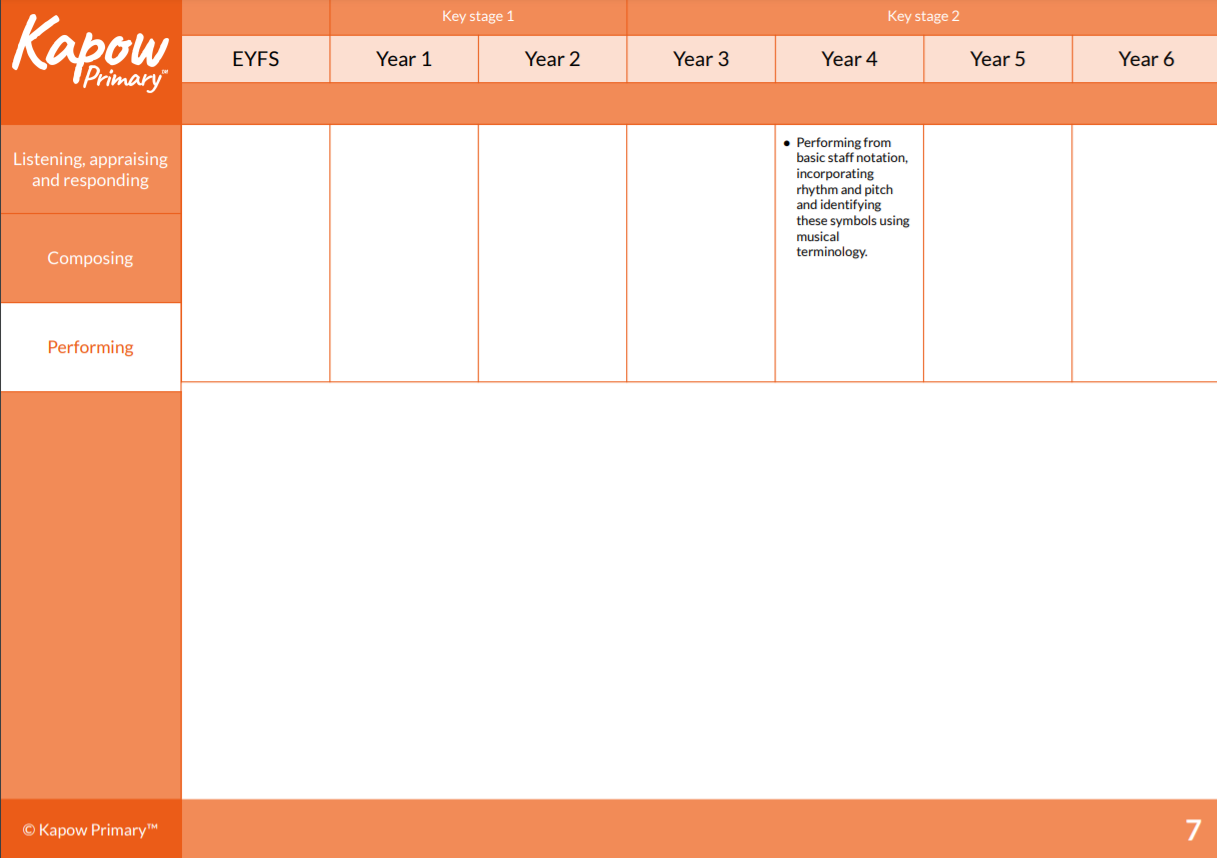 Kapow
Primary™
Key stage 1
Key stage 2
EYFS
Year 1
Year 2
Year 3
Year 4
Year 5
Year 6
Listening, appraising
and responding
Composing
Performing
● Performing from
basic staff notation,
incorporating
rhythm and pitch
and identifying
these symbols using
musical
terminology.
© Kapow Primary™
7